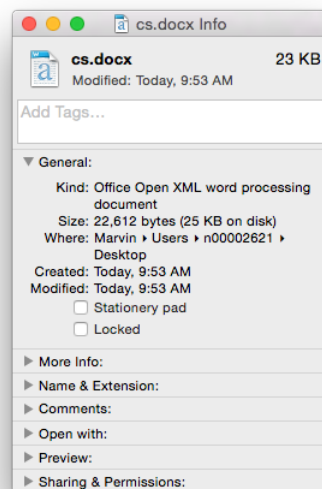 cs.docx Info
cs.docx 23 KB
Modified: Today, 9:53 AM
Add Tags...
General:
Kind: Office Open XML word processing
document
Size: 22,612 bytes (25 KB on disk)
Where: Marvin ▸ Users ▸ n00002621 ▸
Desktop
Created: Today, 9:53 AM
Modified: Today, 9:53 AM
Stationery pad
Locked
More Info:
Name & Extension:
Comments:
Open with:
Preview:
Sharing & Permissions: